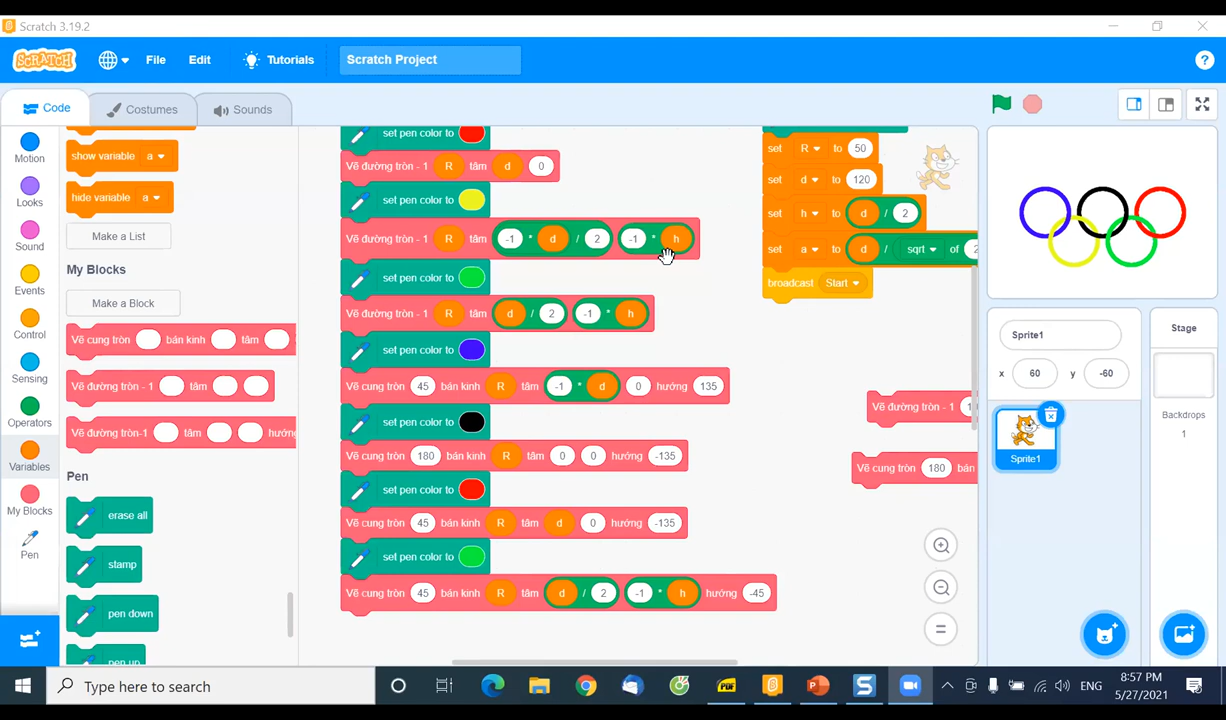 Scratch 3.19.2
SCRATCH File Edit Tutorials Scratch Project ?
Code Costumes Sounds
Motion
Looks
Sound
Events
Control
Sensing
Operators
Variables
My Blocks
Pen
show variable a
hide variable a
Make a List
My Blocks
Make a Block
Vẽ cung tròn bán kính tâm
Vẽ đường tròn - 1 tâm
Vẽ đường tròn-1 tâm hướng
Pen
erase all
stamp
pen down
pen up
set pen color to
Vẽ đường tròn - 1 R tâm d 0
set pen color to
Vẽ đường tròn - 1 R tâm -1 * d / 2 -1 * h
set pen color to
Vẽ đường tròn - 1 R tâm d / 2 -1 * h
set pen color to
Vẽ cung tròn 45 bán kính R tâm -1 * d 0 hướng 135
set pen color to
Vẽ cung tròn 180 bán kính R tâm 0 0 hướng -135
set pen color to
Vẽ cung tròn 45 bán kính R tâm d 0 hướng -135
set pen color to
Vẽ cung tròn 45 bán kính R tâm d / 2 -1 * h hướng -45
set R to 50
set d to 120
set h to d / 2
set a to d / sqrt of 2
broadcast Start
Vẽ đường tròn - 1
Vẽ cung tròn 180 bán
Sprite1
x 60 y -60
Sprite1
Stage
Backdrops
1
Type here to search
ENG
8:57 PM
5/27/2021